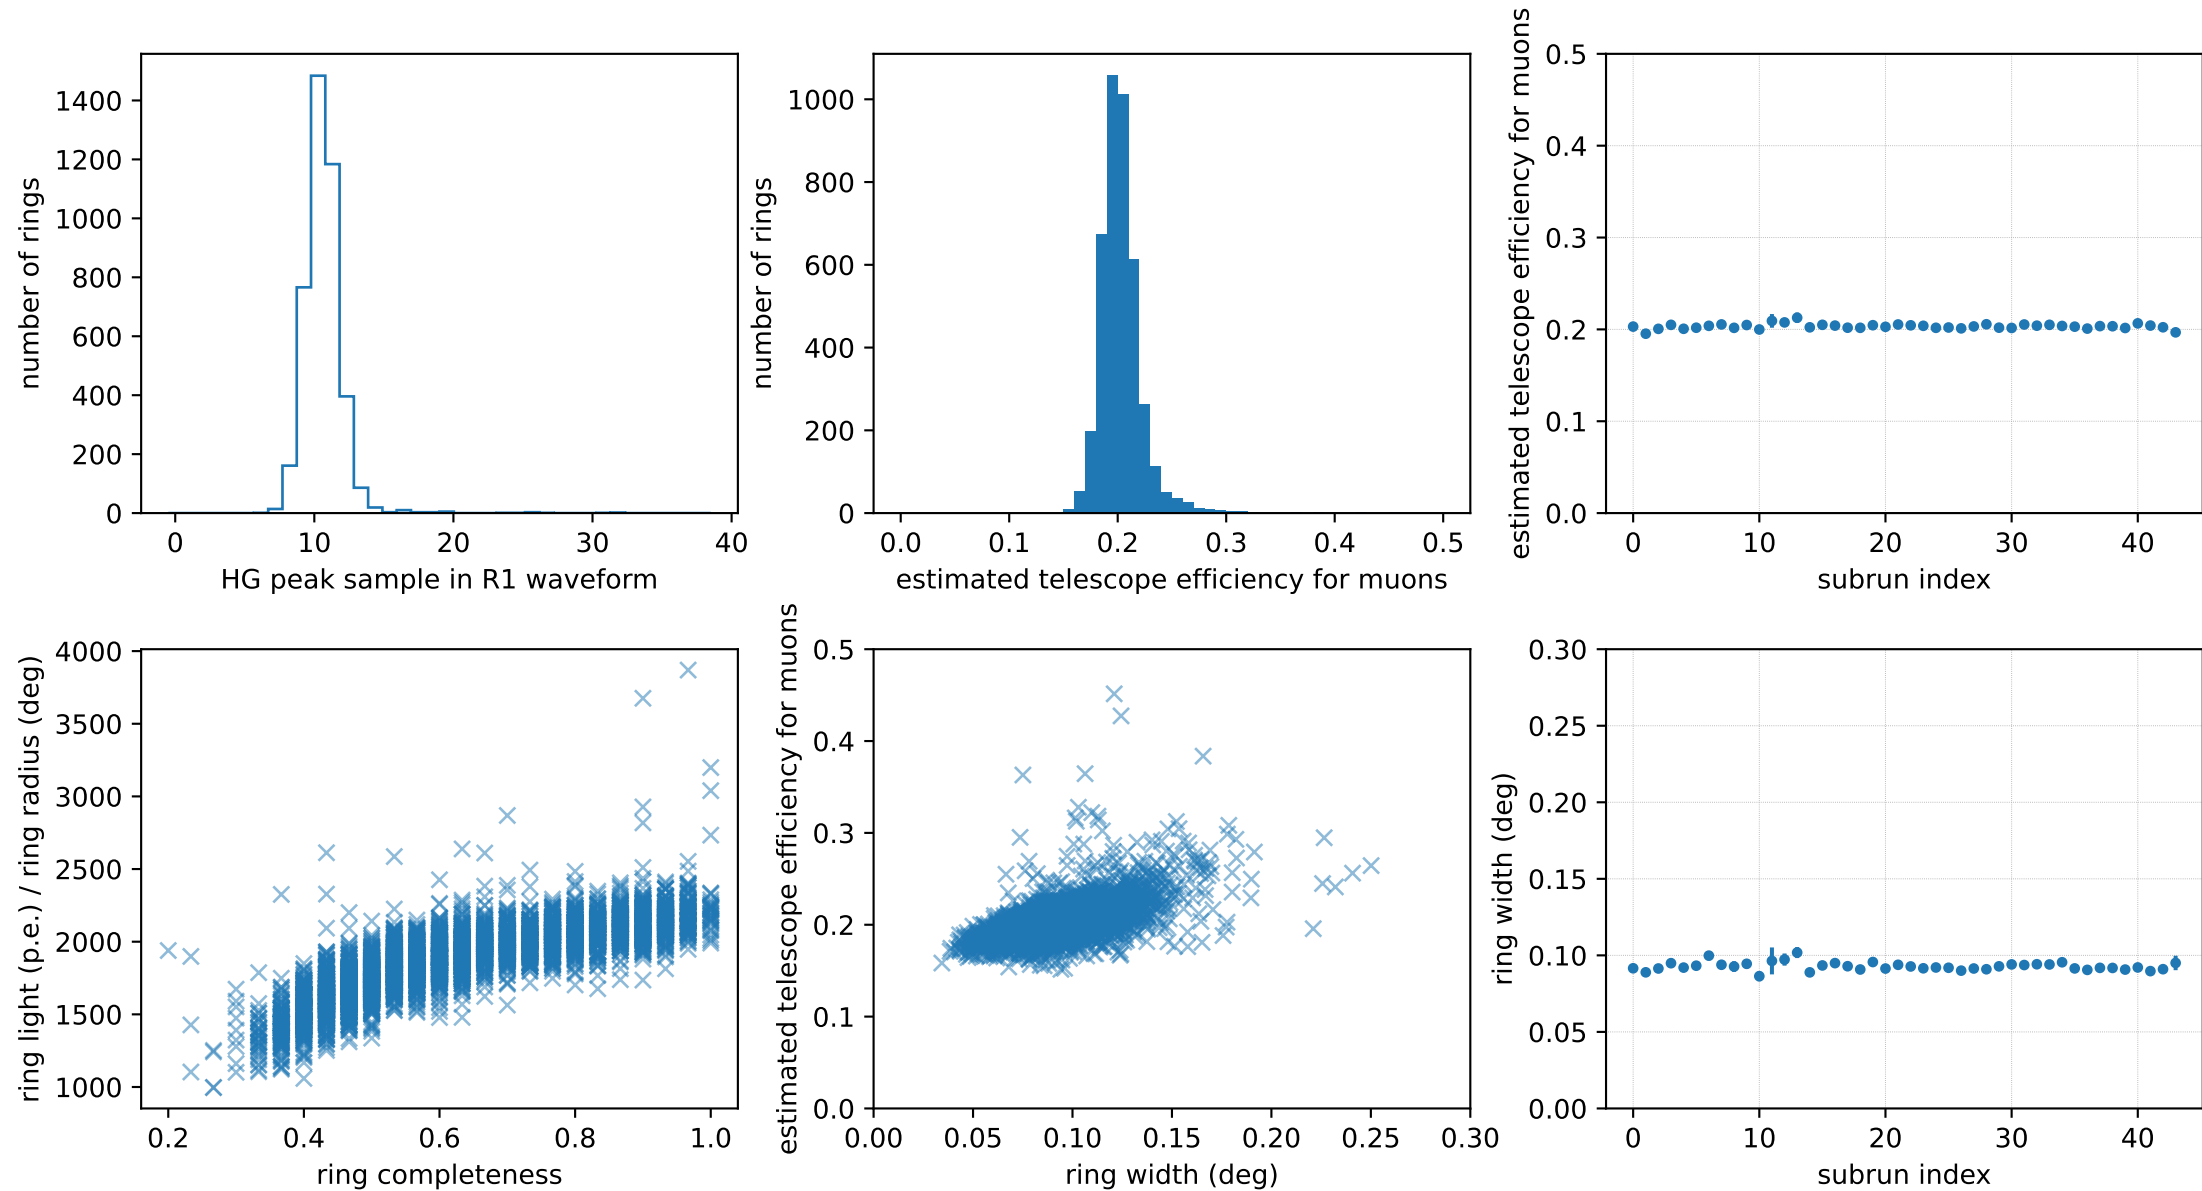 number of rings
1400
1200
1000
800
600
400
200
0
0 10 20 30 40
HG peak sample in R1 waveform
number of rings
1000
800
600
400
200
0
0.0 0.1 0.2 0.3 0.4 0.5
estimated telescope efficiency for muons
estimated telescope efficiency for muons
0.5
0.4
0.3
0.2
0.1
0.0
0 10 20 30 40
subrun index
ring light (p.e.) / ring radius (deg)
4000
3500
3000
2500
2000
1500
1000
0.2 0.4 0.6 0.8 1.0
ring completeness
estimated telescope efficiency for muons
0.5
0.4
0.3
0.2
0.1
0.0
0.00 0.05 0.10 0.15 0.20 0.25 0.30
ring width (deg)
ring width (deg)
0.30
0.25
0.20
0.15
0.10
0.05
0.00
0 10 20 30 40
subrun index